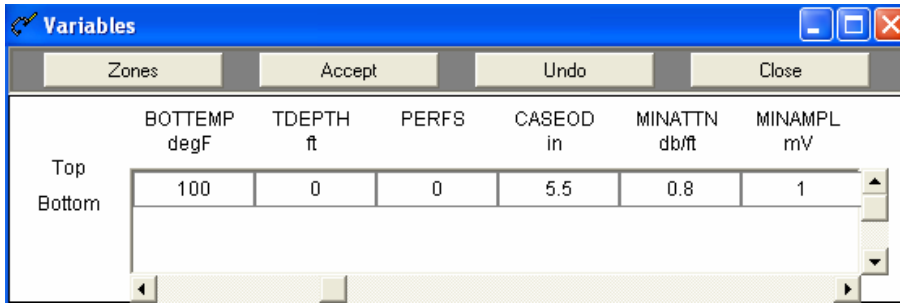 Variables
Zones Accept Undo Close
BOTTEMP TDEPTH PERFS CASEOD MINATTN MINAMPL
degF ft in db/ft mV
Top
100 0 0 5.5 0.8 1
Bottom